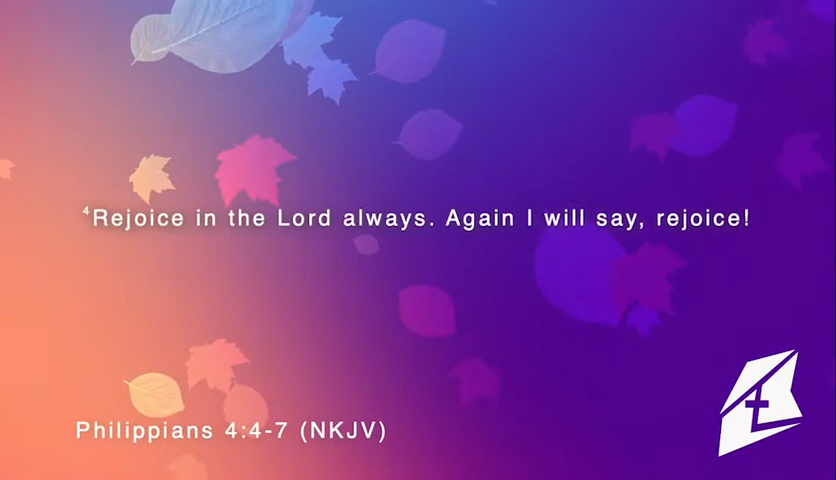 ⁴Rejoice in the Lord always. Again I will say, rejoice!
Philippians 4:4-7 (NKJV)